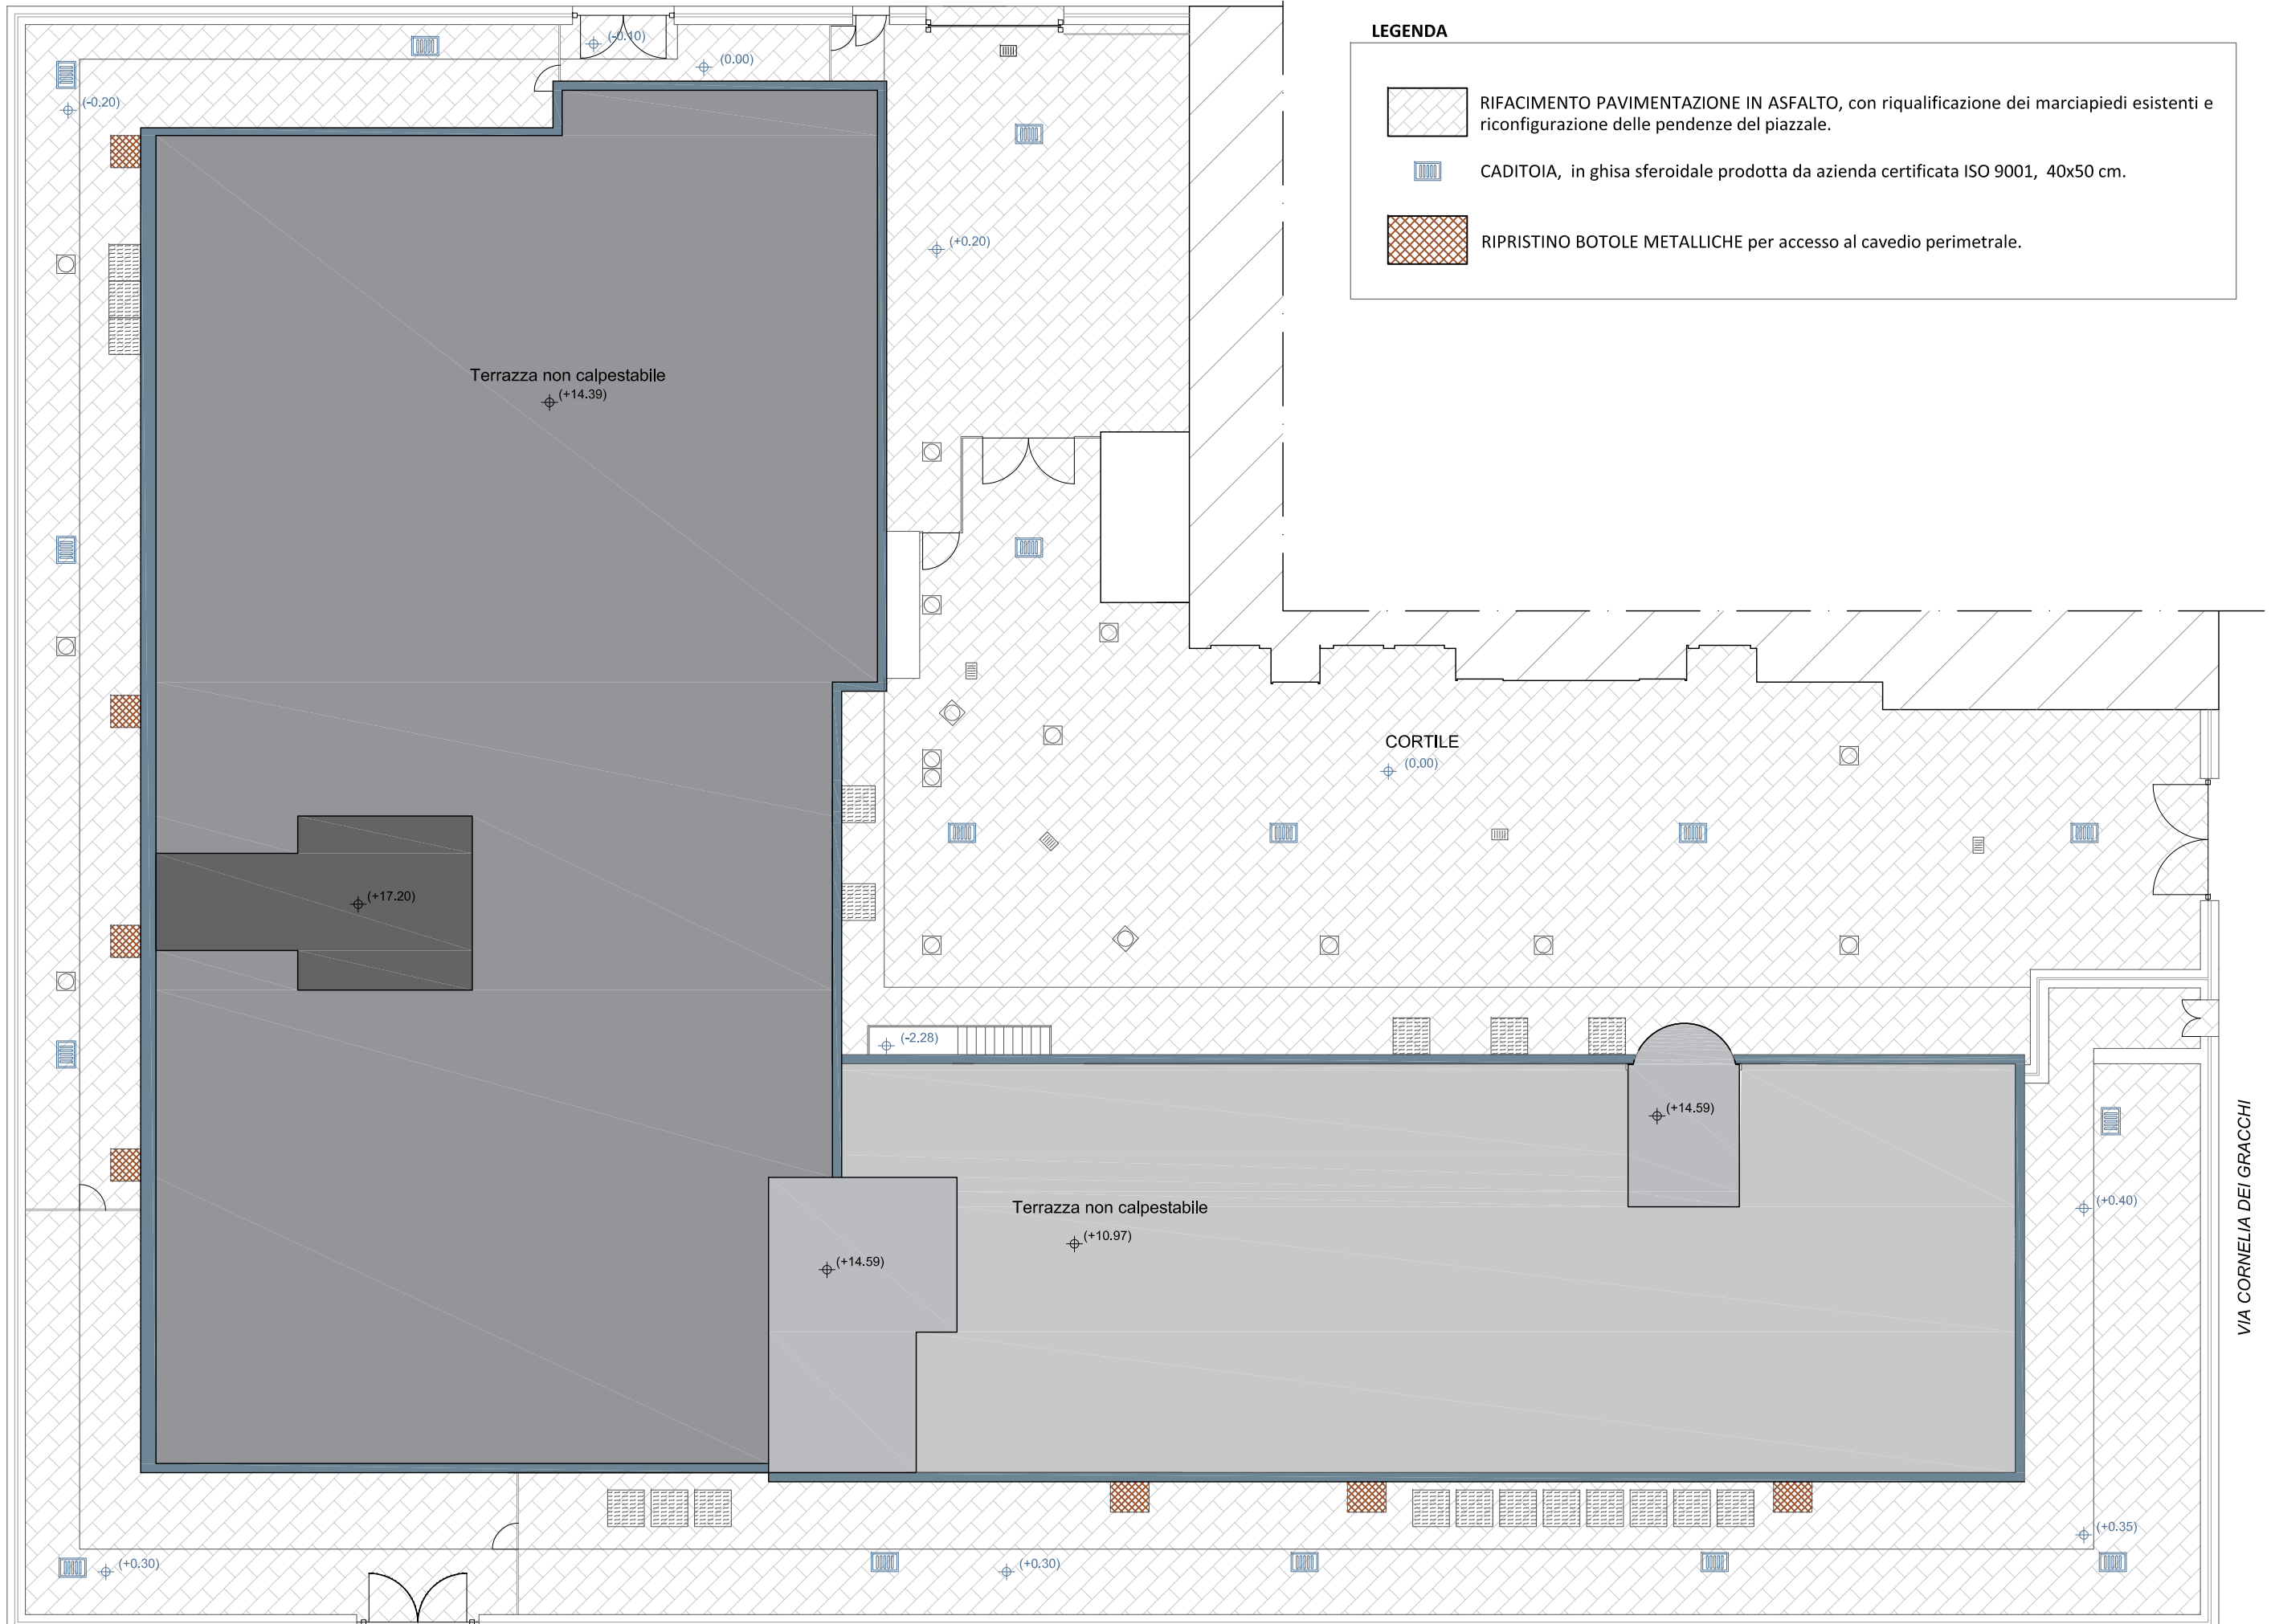 LEGENDA
RIFACIMENTO PAVIMENTAZIONE IN ASFALTO, con riqualificazione dei marciapiedi esistenti e
riconfigurazione delle pendenze del piazzale.
CADITOIA, in ghisa sferoidale prodotta da azienda certificata ISO 9001, 40x50 cm.
RIPRISTINO BOTOLE METALLICHE per accesso al cavedio perimetrale.
(-0.10)
(0.00)
(-0.20)
(+0.20)
Terrazza non calpestabile
(+14.39)
CORTILE
(0.00)
(+17.20)
(-2.28)
(+14.59)
Terrazza non calpestabile
(+10.97)
(+14.59)
(+0.40)
VIA CORNELIA DEI GRACCHI
(+0.35)
(+0.30)
(+0.30)